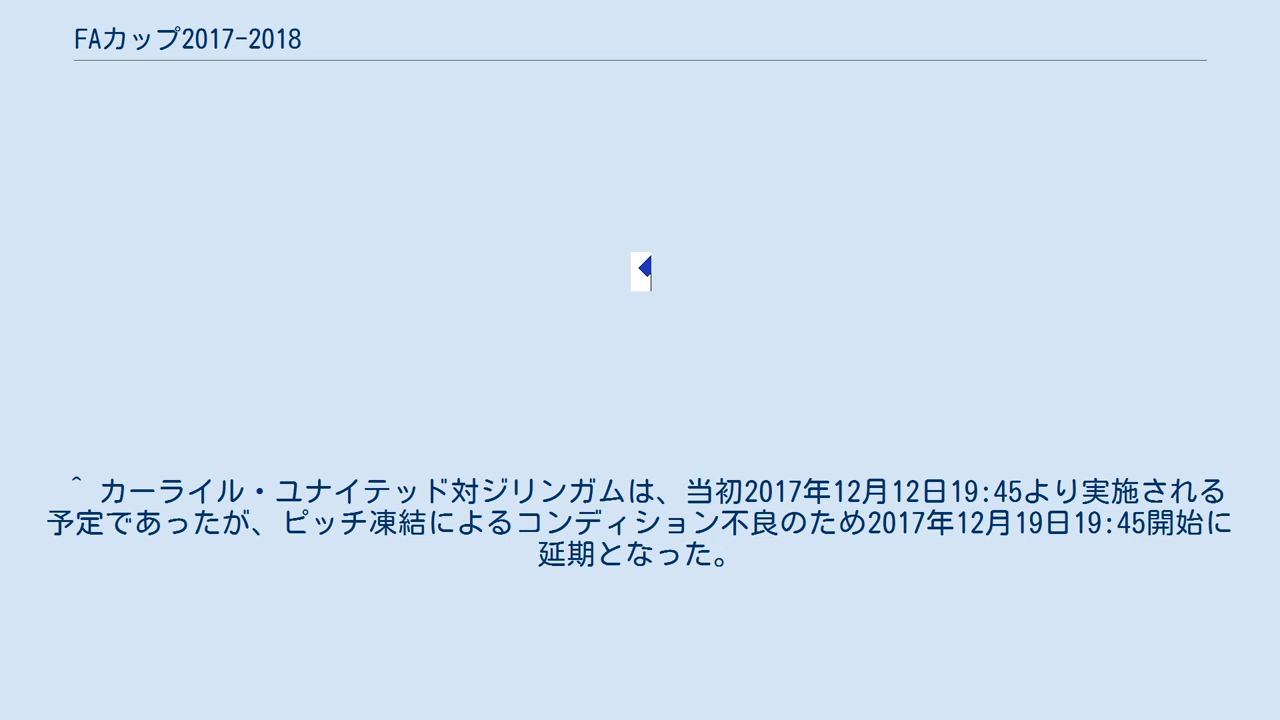 FAカップ2017-2018
^ カーライル・ユナイテッド対ジリンガムは、当初2017年12月12日19:45より実施される
予定であったが、ピッチ凍結によるコンディション不良のため2017年12月19日19:45開始に
延期となった。